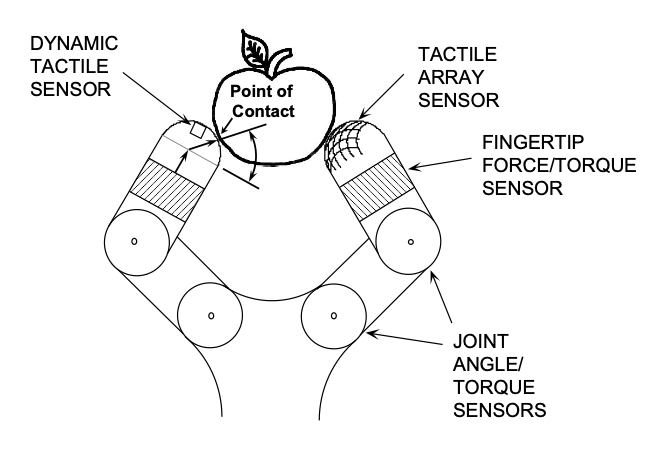 DYNAMIC
TACTILE
SENSOR
Point of
Contact
TACTILE
ARRAY
SENSOR
FINGERTIP
FORCE/TORQUE
SENSOR
JOINT
ANGLE/
TORQUE
SENSORS